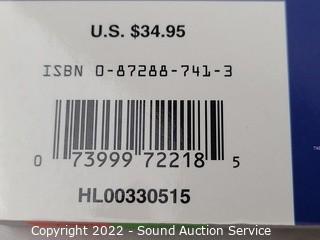 U.S. $34.95
ISBN 0-87288-741-3
0 73999 72218 5
HL00330515
Copyright 2022 - Sound Auction Service